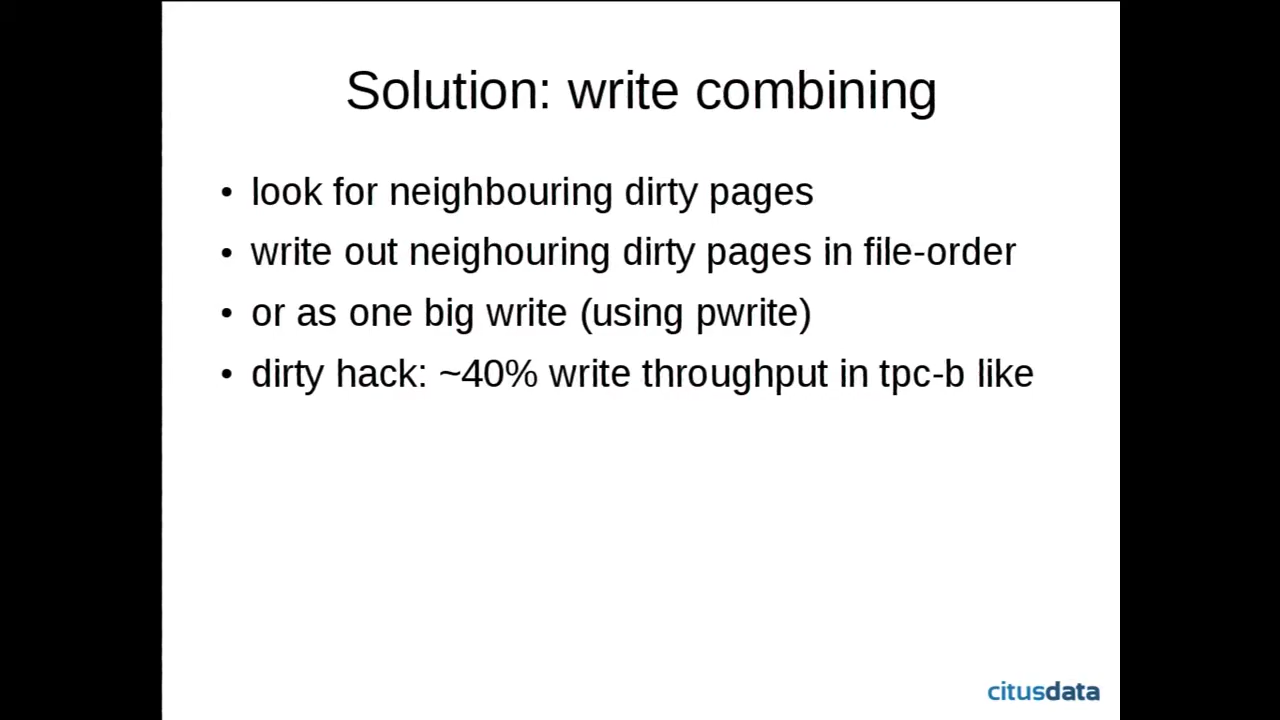 Solution: write combining
• look for neighbouring dirty pages
• write out neighouring dirty pages in file-order
• or as one big write (using pwrite)
• dirty hack: ~40% write throughput in tpc-b like
citusdata